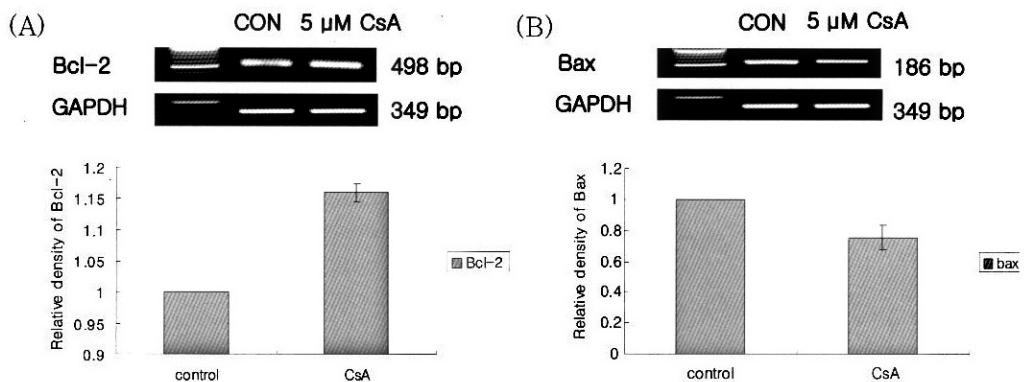 (A)
CON 5 µM CsA
Bcl-2
498 bp
GAPDH
349 bp
Relative density of Bcl-2
1.2
1.15
1.1
1.05
1
0.95
0.9
control
CsA
Bcl-2
(B)
CON 5 µM CsA
Bax
186 bp
GAPDH
349 bp
Relative density of Bax
1.2
1
0.8
0.6
0.4
0.2
0
control
CsA
bax